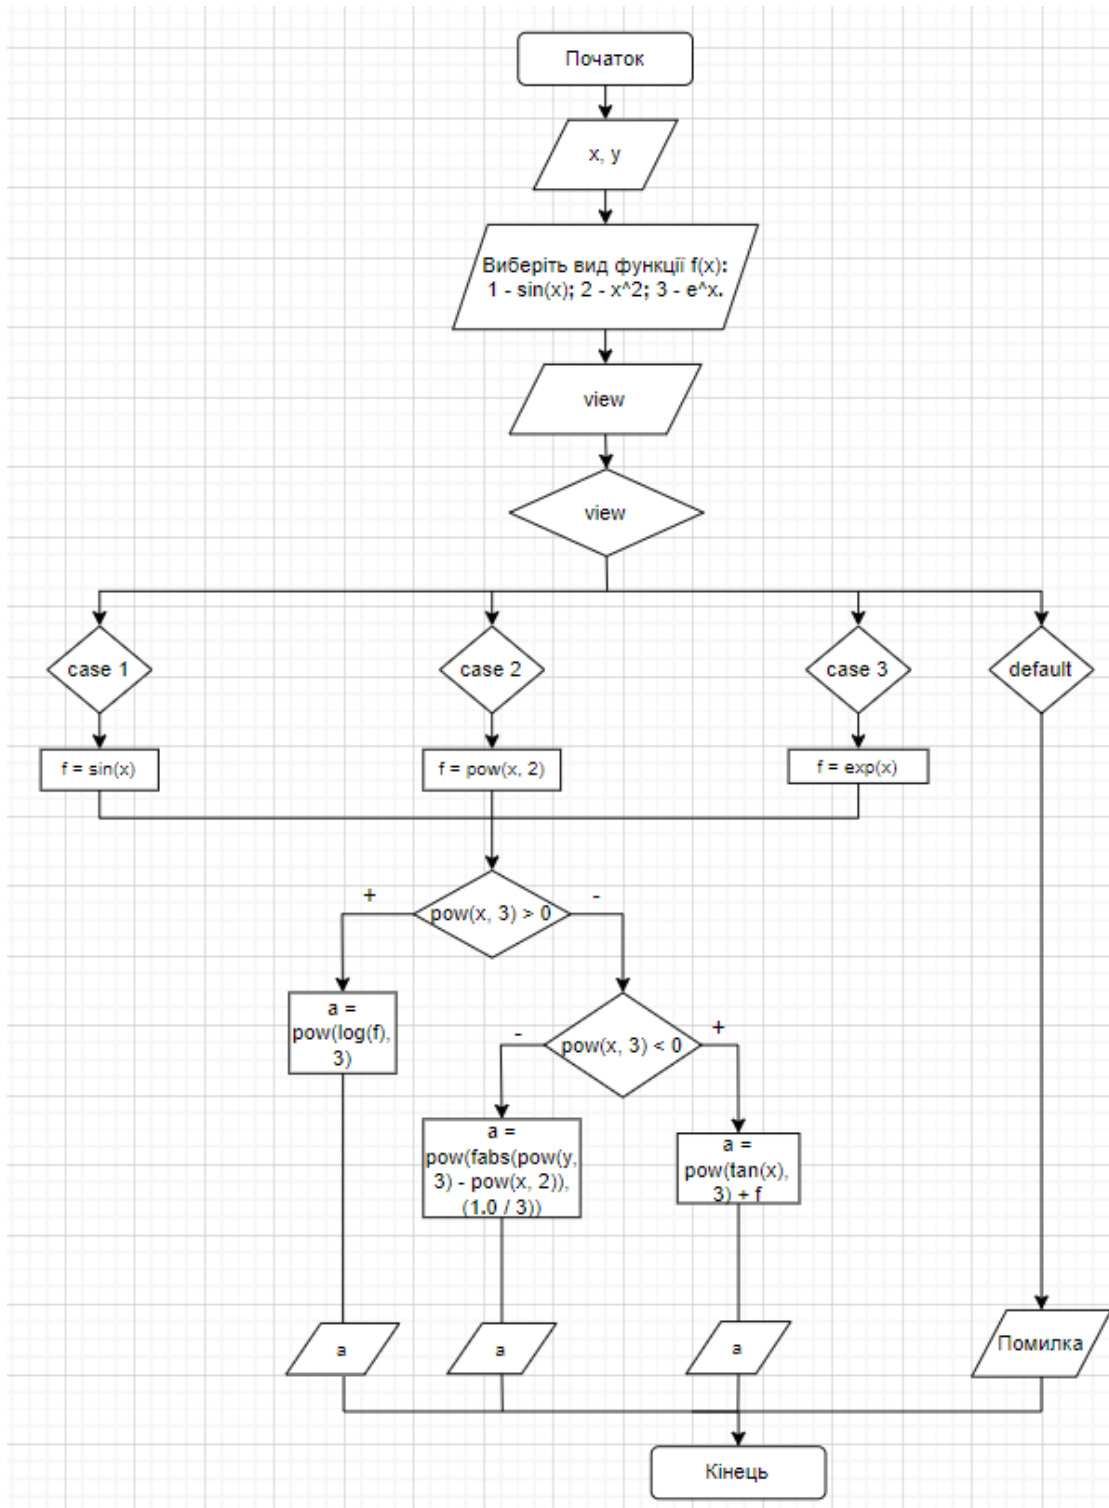 Початок
x, y
Виберіть вид функції f(x):
1 - sin(x); 2 - x^2; 3 - e^x.
view
view
case 1
case 2
case 3
default
f = sin(x)
f = pow(x, 2)
f = exp(x)
+
-
pow(x, 3) > 0
a =
pow(log(f),
3)
-
+
pow(x, 3) < 0
a =
pow(fabs(pow(y,
3) - pow(x, 2)),
(1.0 / 3))
a =
pow(tan(x),
3) + f
a
a
a
Помилка
Кінець